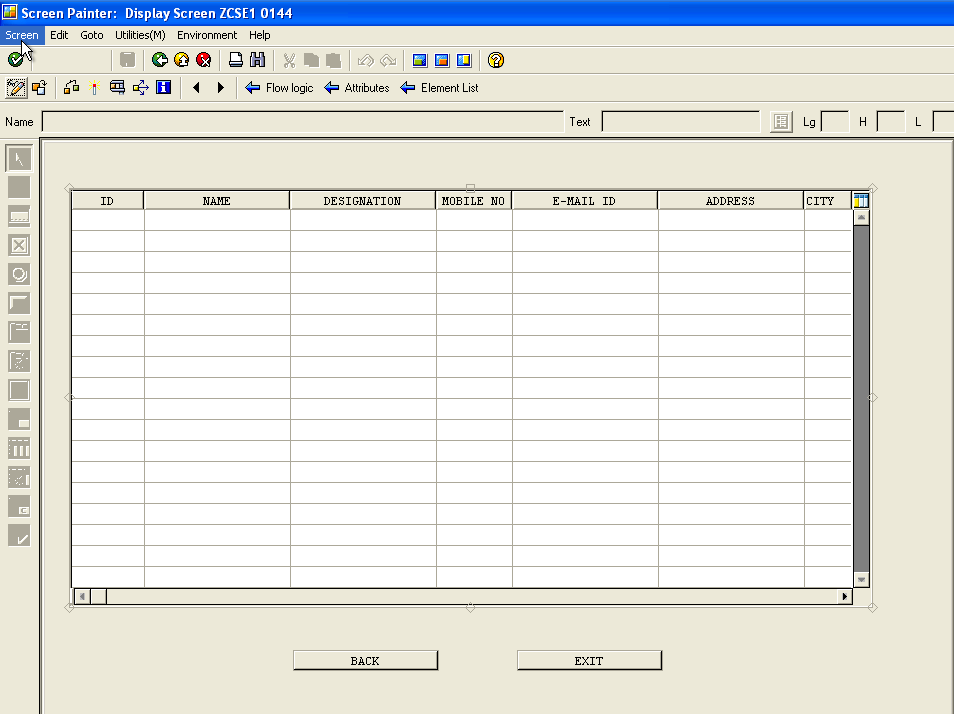 Screen Painter: Display Screen ZCSE1 0144
Screen Edit Goto Utilities(M) Environment Help
Flow logic Attributes Element List
Name Text Lg H L
ID NAME DESIGNATION MOBILE NO E-MAIL ID ADDRESS CITY
BACK EXIT